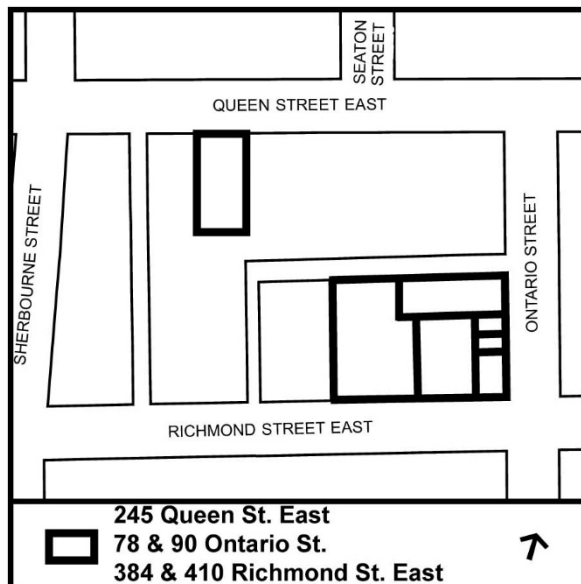 SEATON
STREET
QUEEN STREET EAST
SHERBOURNE STREET
ONTARIO STREET
RICHMOND STREET EAST
245 Queen St. East
78 & 90 Ontario St.
384 & 410 Richmond St. East